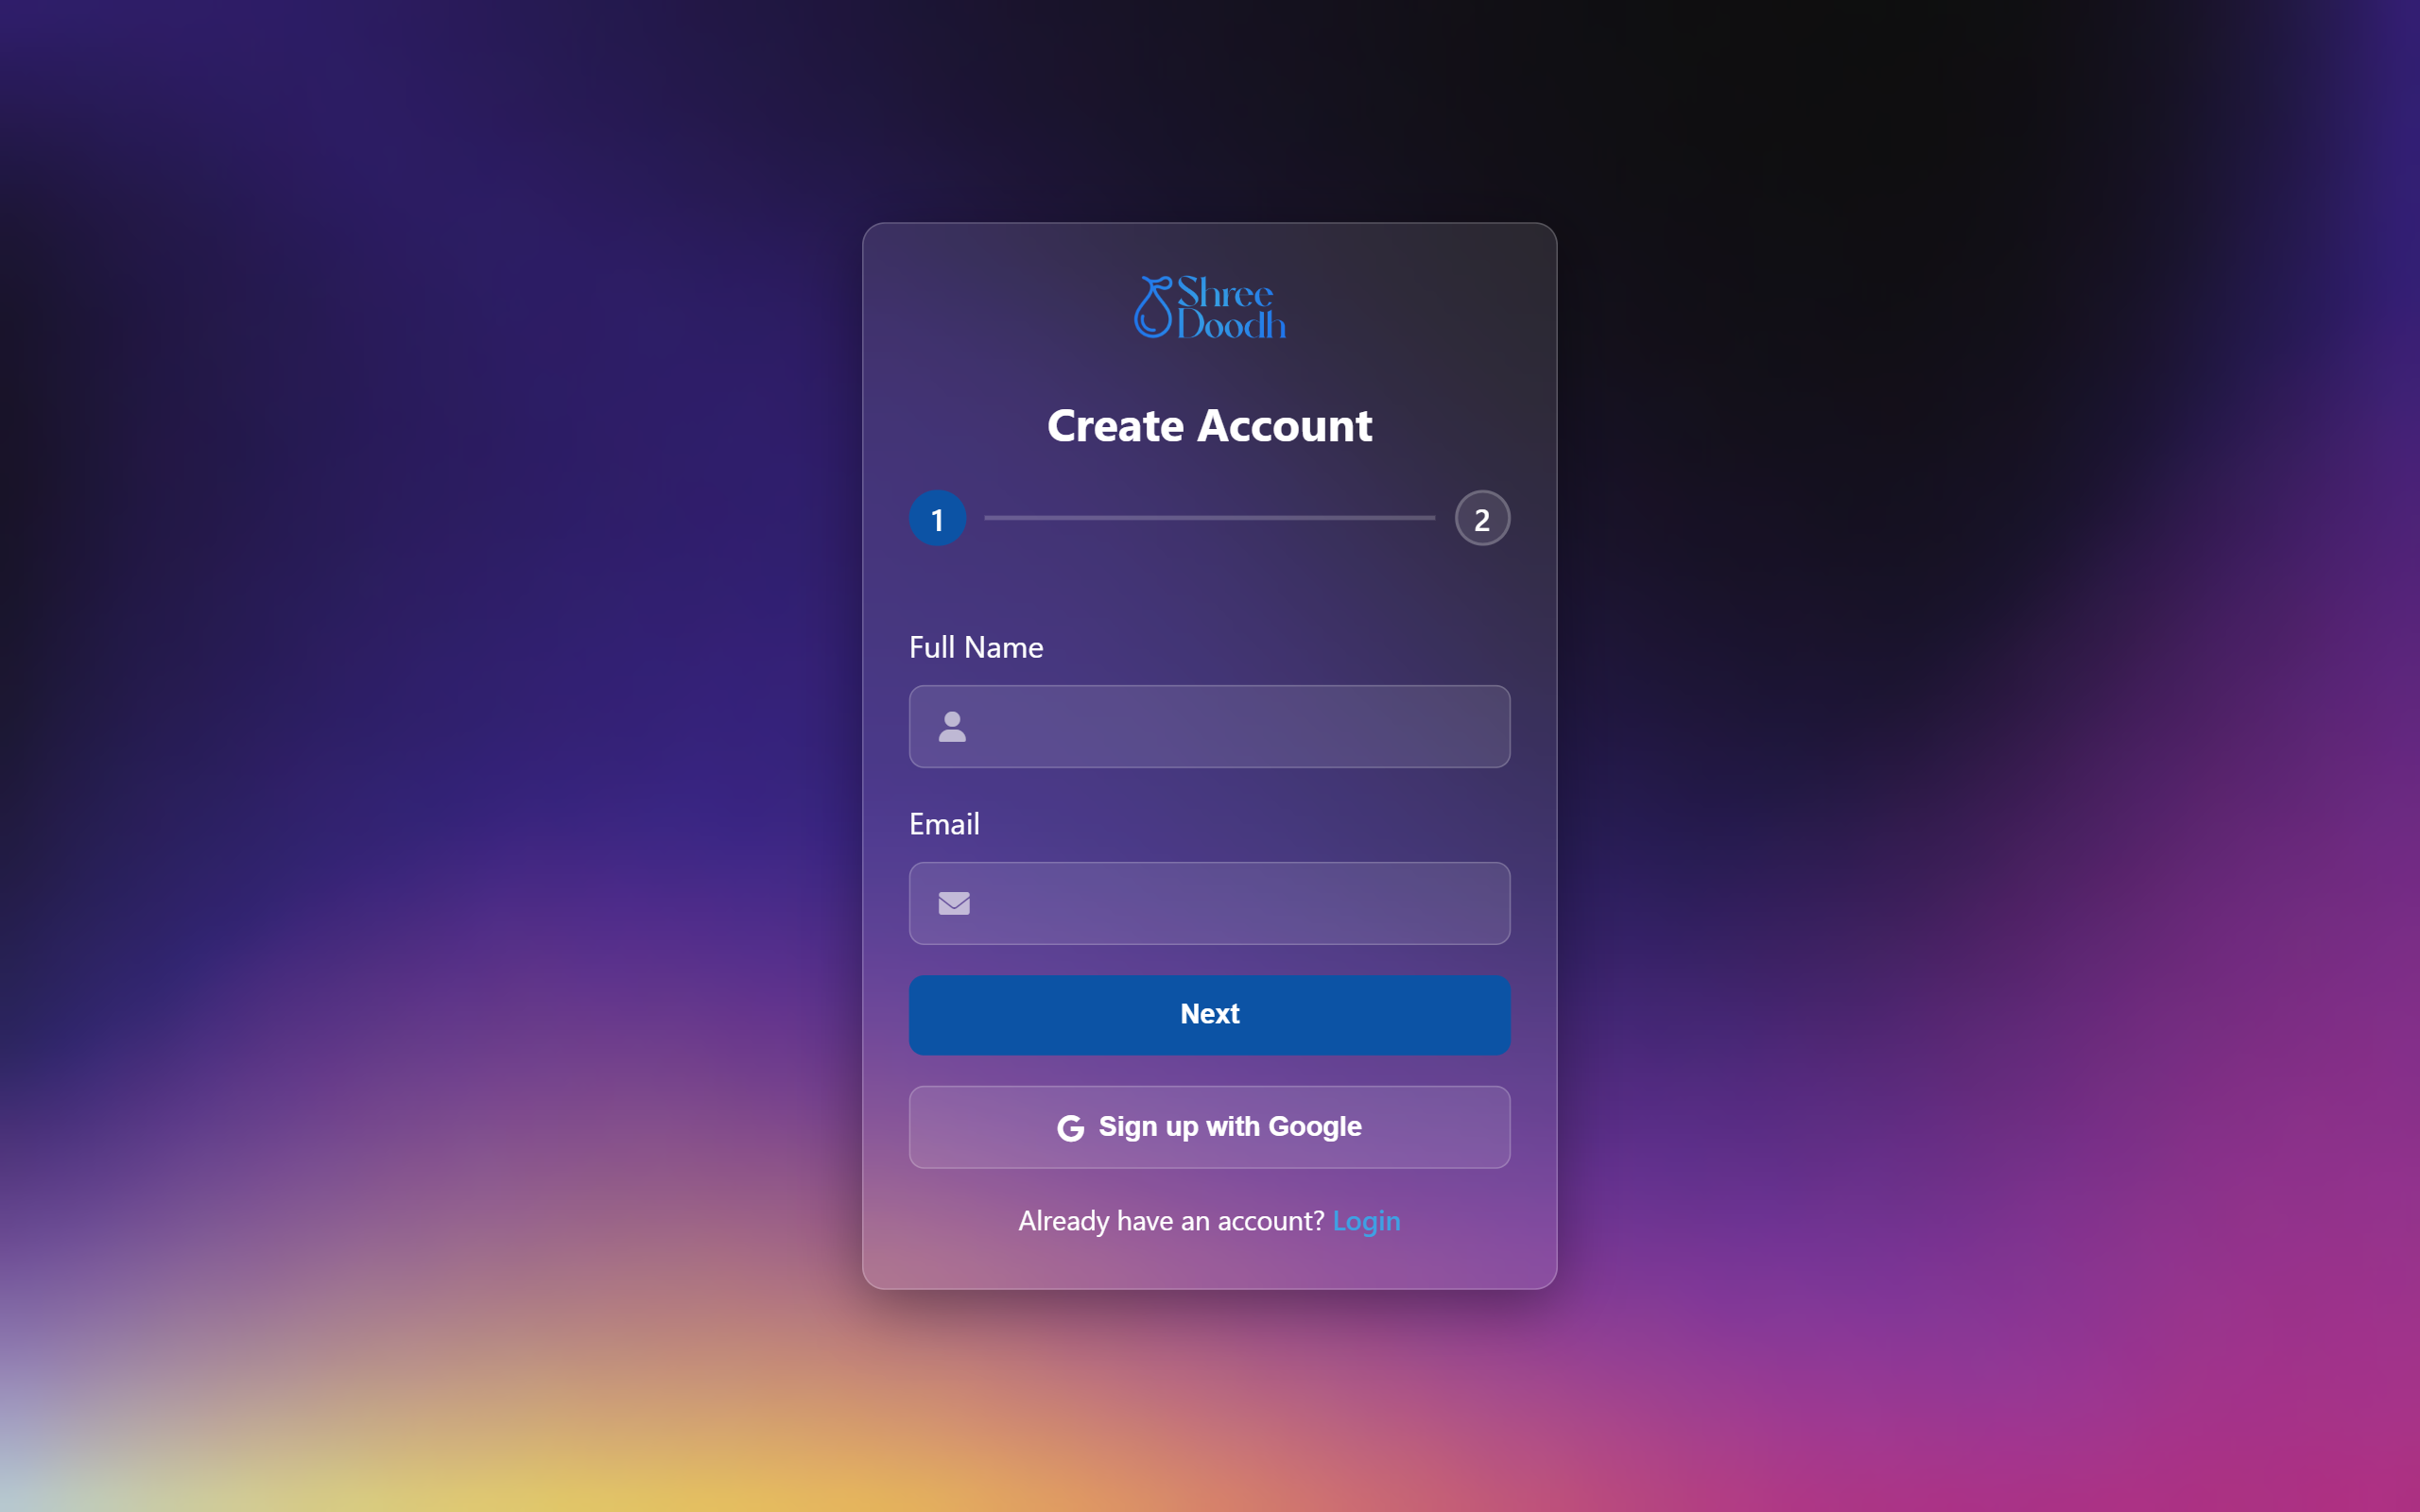 Shree
Doodh
Create Account
1
2
Full Name
Email
Next
Sign up with Google
Already have an account? Login